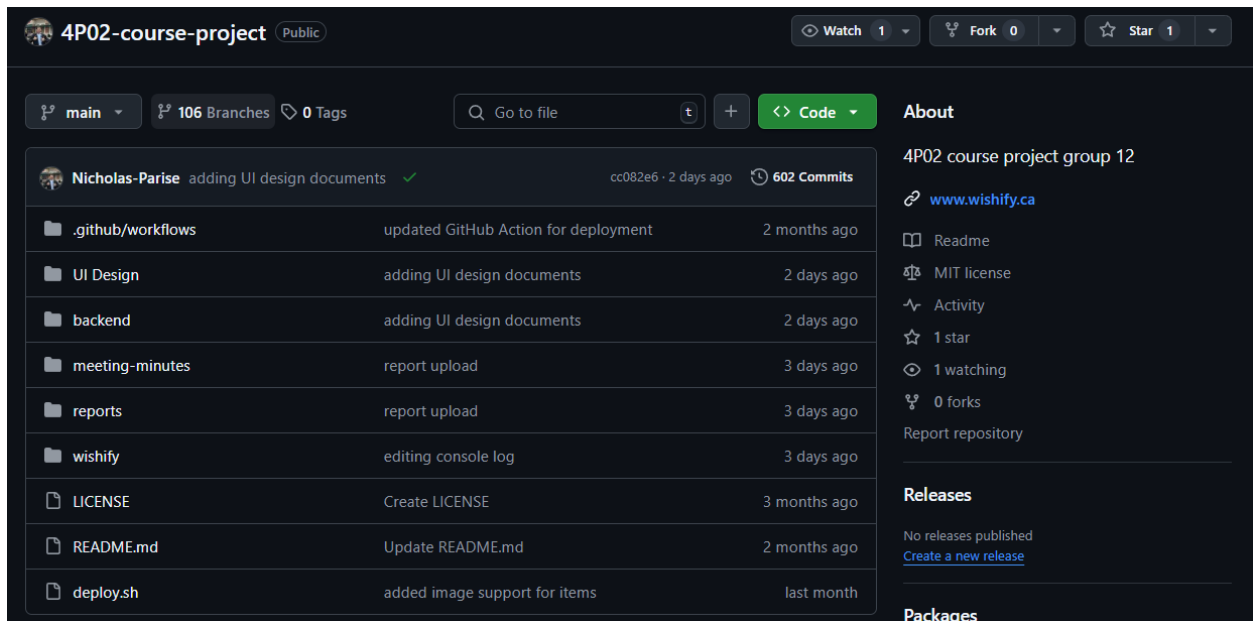 4P02-course-project Public
Watch 1 Fork 0 Star 1
main 106 Branches 0 Tags Go to file t + Code
Nicholas-Parise adding UI design documents cc082e6 · 2 days ago 602 Commits
.github/workflows updated GitHub Action for deployment 2 months ago
UI Design adding UI design documents 2 days ago
backend adding UI design documents 2 days ago
meeting-minutes report upload 3 days ago
reports report upload 3 days ago
wishify editing console log 3 days ago
LICENSE Create LICENSE 3 months ago
README.md Update README.md 2 months ago
deploy.sh added image support for items last month
About
4P02 course project group 12
www.wishify.ca
Readme
MIT license
Activity
1 star
1 watching
0 forks
Report repository
Releases
No releases published
Create a new release
Packages